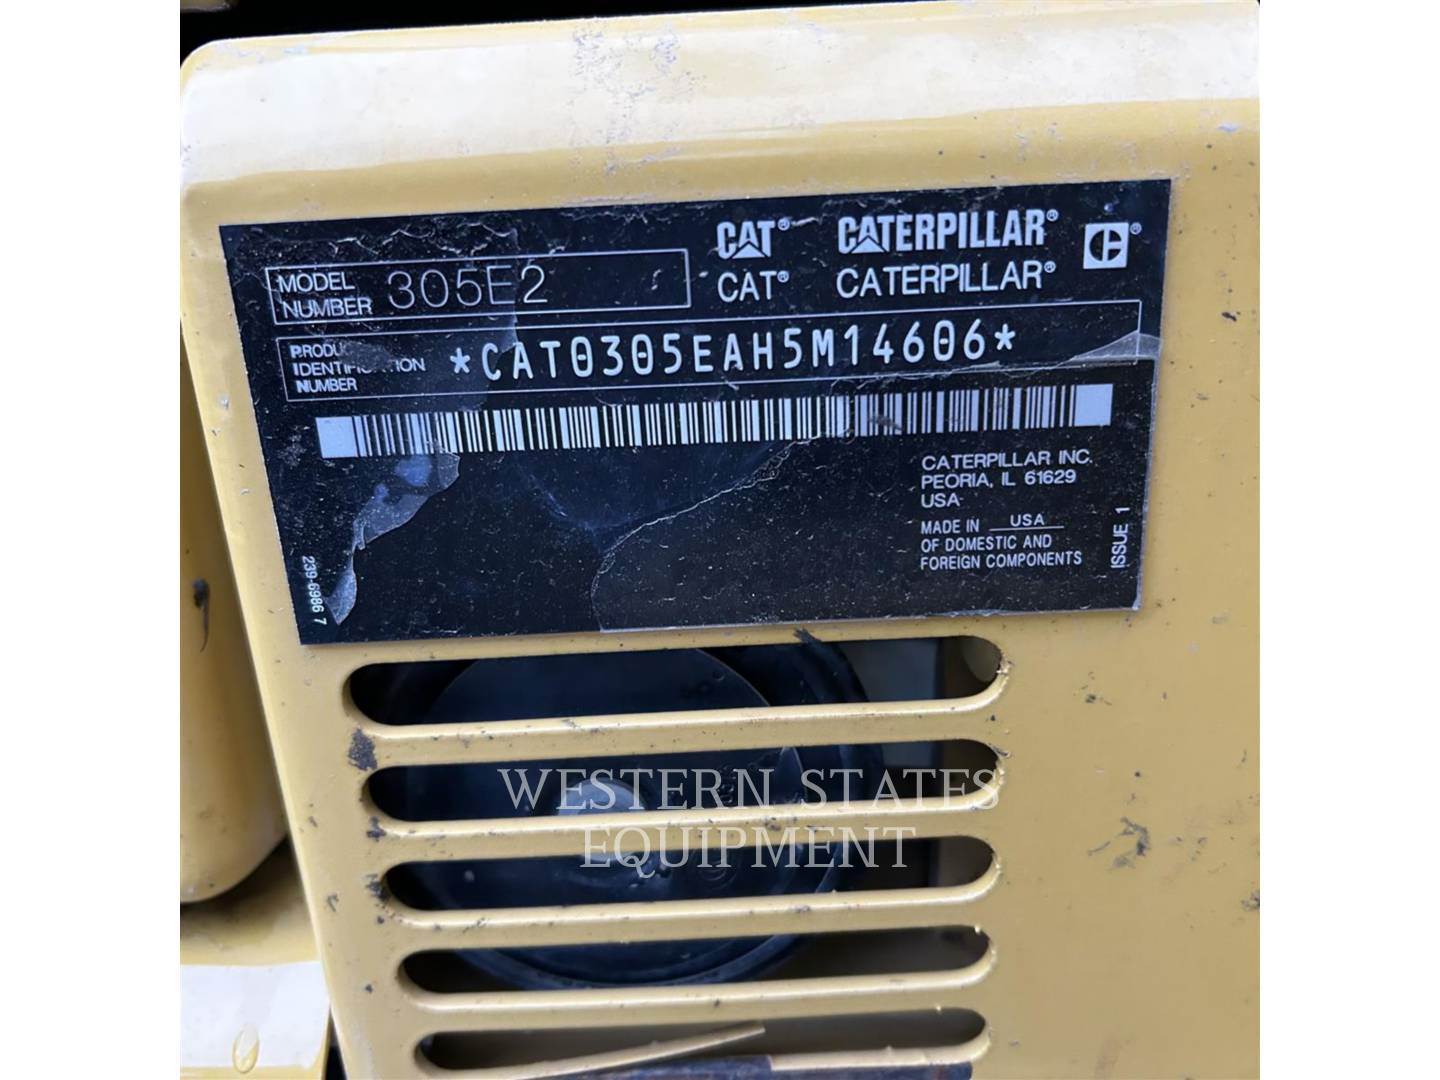 CAT® CATERPILLAR® CE®
CAT® CATERPILLAR®
MODEL
NUMBER 305E2
PRODUCT
IDENTIFICATION
NUMBER
*CAT0305EAH5M14606*
CATERPILLAR INC.
PEORIA, IL 61629
USA
MADE IN USA
OF DOMESTIC AND
FOREIGN COMPONENTS
ISSUE 1
239-6986 7
WESTERN STATES
EQUIPMENT